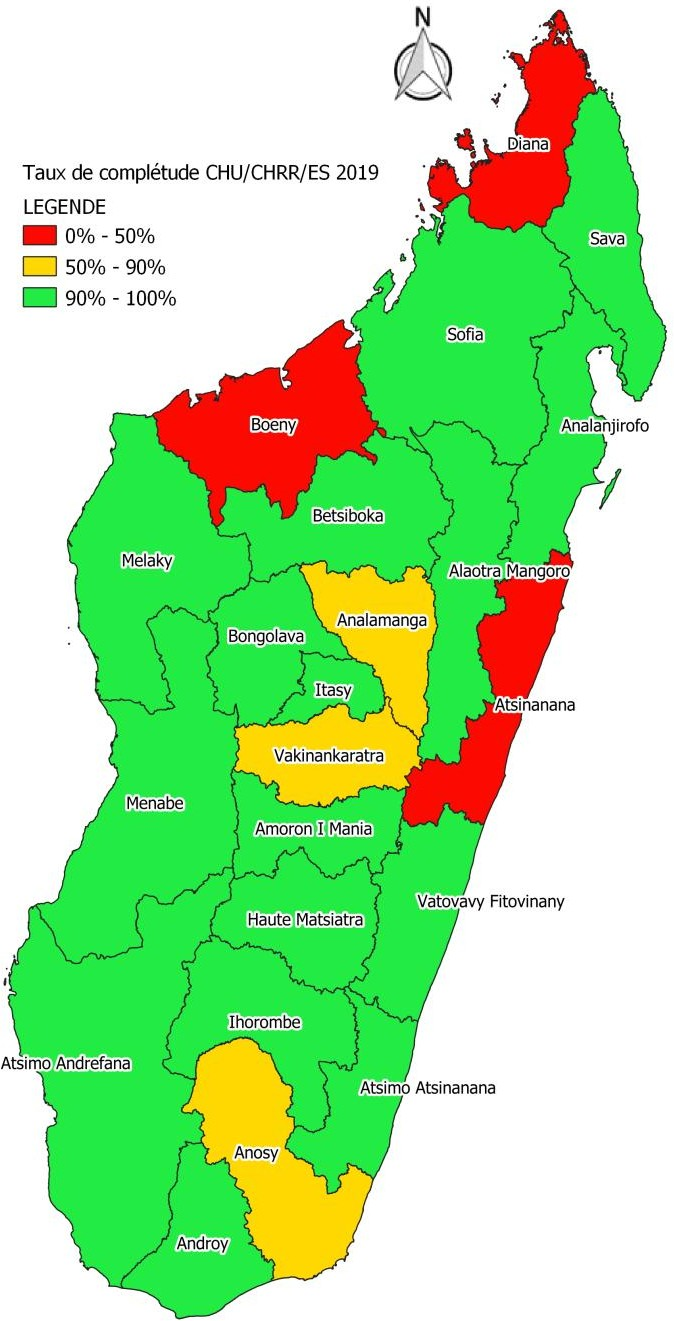 N
Diana
Taux de complétude CHU/CHRR/ES 2019
LEGENDE
0% - 50%
50% - 90%
90% - 100%
Sava
Sofia
Boeny
Analanjirofo
Betsiboka
Melaky
Alaotra Mangoro
Analamanga
Bongolava
Itasy
Atsinanana
Vakinankaratra
Menabe
Amoron I Mania
Vatovavy Fitovinany
Haute Matsiatra
Ihorombe
Atsimo Andrefana
Atsimo Atsinanana
Anosy
Androy